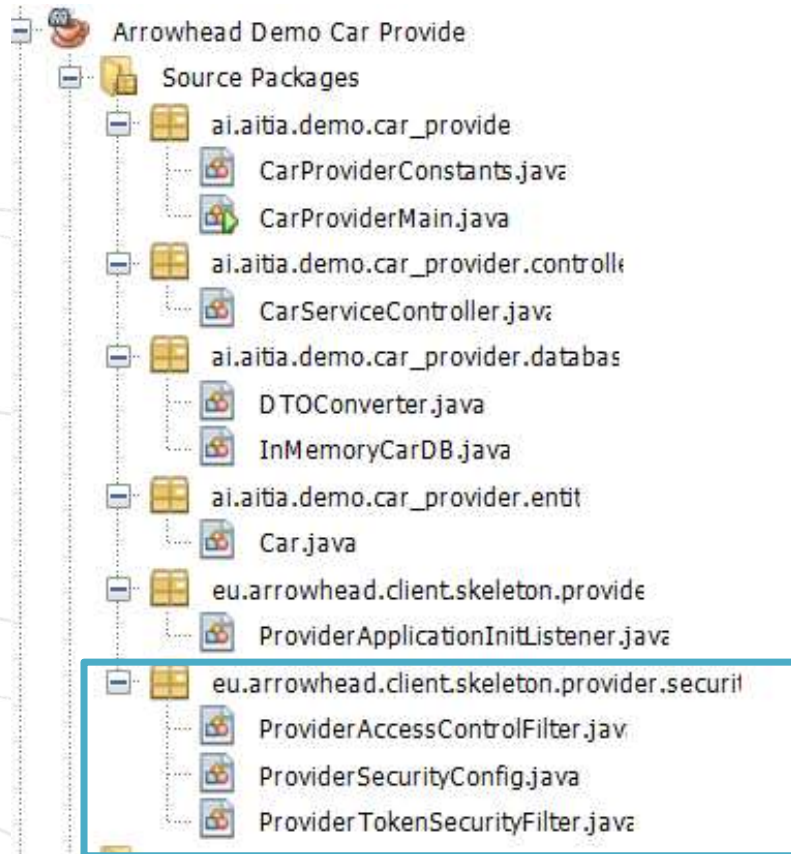 Arrowhead Demo Car Provide
Source Packages
ai.aitia.demo.car_provide
CarProviderConstants.java
CarProviderMain.java
ai.aitia.demo.car_provider.controlle
CarServiceController.java
ai.aitia.demo.car_provider.databas
DTOConverter.java
InMemoryCarDB.java
ai.aitia.demo.car_provider.entit
Car.java
eu.arrowhead.client.skeleton.provide
ProviderApplicationInitListener.java
eu.arrowhead.client.skeleton.provider.securit
ProviderAccessControlFilter.jav
ProviderSecurityConfig.java
ProviderTokenSecurityFilter.java